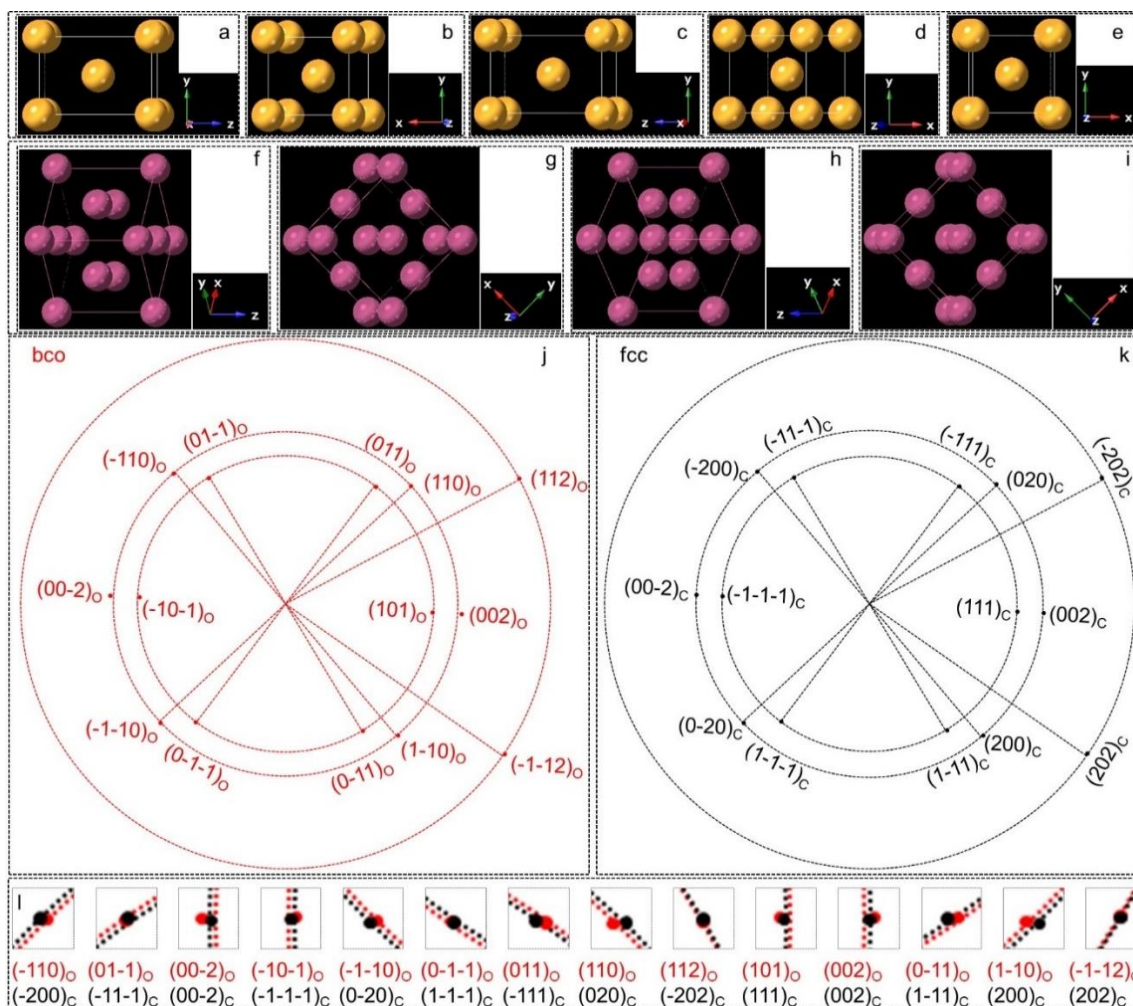 a
y
x z
b
y
x z
c
y
z x
d
y
z x
e
y
z x
f
y x
z
g
x y
z
h
y x
z
i
y x
z
bco
j
(01-1)O
(-110)O
(011)O
(110)O
(112)O
(00-2)O
(-10-1)O
(101)O
(002)O
(-1-10)O
(0-1-1)O
(0-11)O
(1-10)O
(-1-12)O
fcc
k
(-11-1)C
(-200)C
(-111)C
(020)C
(-202)C
(00-2)C
(-1-1-1)C
(111)C
(002)C
(0-20)C
(1-1-1)C
(1-11)C
(200)C
(202)C
l
(-110)O (01-1)O (00-2)O (-10-1)O (-1-10)O (0-1-1)O (011)O (110)O (112)O (101)O (002)O (0-11)O (1-10)O (-1-12)O
(-200)C (-11-1)C (00-2)C (-1-1-1)C (0-20)C (1-1-1)C (-111)C (020)C (-202)C (111)C (002)C (1-11)C (200)C (202)C